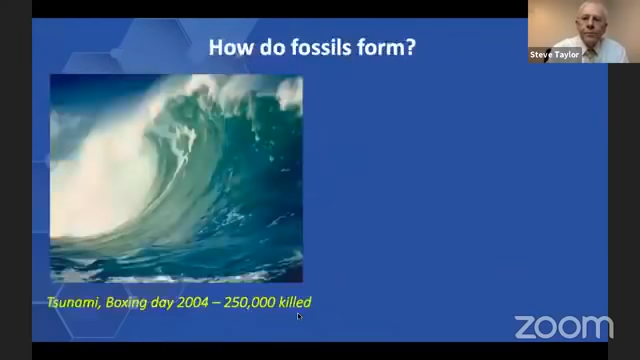 How do fossils form?
Steve Taylor
Tsunami, Boxing day 2004 – 250,000 killed
zoom